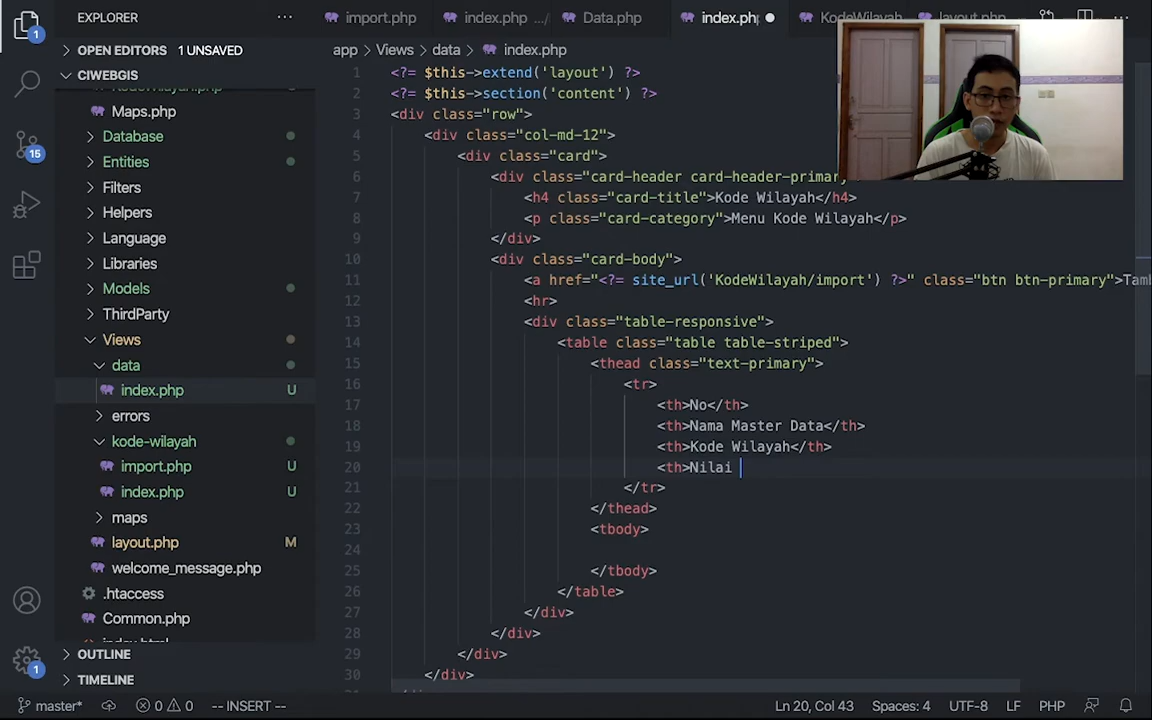 EXPLORER
1
OPEN EDITORS 1 UNSAVED
CIWEBGIS
Maps.php
Database
Entities
Filters
Helpers
Language
Libraries
Models
ThirdParty
Views
data
index.php U
errors
kode-wilayah
import.php U
index.php U
maps
layout.php M
welcome_message.php
.htaccess
Common.php
OUTLINE
TIMELINE
15
1
import.php index.php .../ Data.php index.php KodeWilayah layout.php
app > Views > data > index.php
1 <?= $this->extend('layout') ?>
2 <?= $this->section('content') ?>
3 <div class="row">
4 <div class="col-md-12">
5 <div class="card">
6 <div class="card-header card-header-primary
7 <h4 class="card-title">Kode Wilayah</h4>
8 <p class="card-category">Menu Kode Wilayah</p>
9 </div>
10 <div class="card-body">
11 <a href="<?= site_url('KodeWilayah/import') ?>" class="btn btn-primary">Tam
12 <hr>
13 <div class="table-responsive">
14 <table class="table table-striped">
15 <thead class="text-primary">
16 <tr>
17 <th>No</th>
18 <th>Nama Master Data</th>
19 <th>Kode Wilayah</th>
20 <th>Nilai
21 </tr>
22 </thead>
23 <tbody>
24
25 </tbody>
26 </table>
27 </div>
28 </div>
29 </div>
30 </div>
master* 0 0 -- INSERT -- Ln 20, Col 43 Spaces: 4 UTF-8 LF PHP